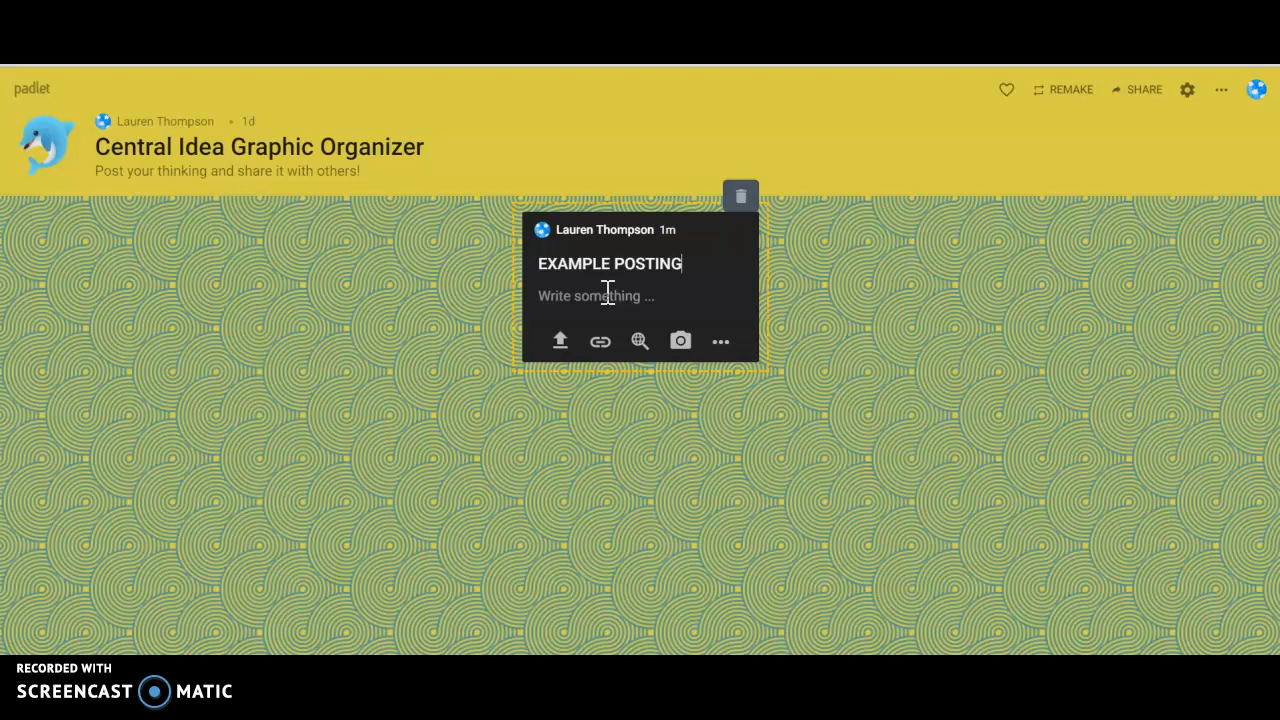 padlet
REMAKE SHARE
Lauren Thompson • 1d
Central Idea Graphic Organizer
Post your thinking and share it with others!
Lauren Thompson 1m
EXAMPLE POSTING
Write something ...
RECORDED WITH
SCREENCAST MATIC